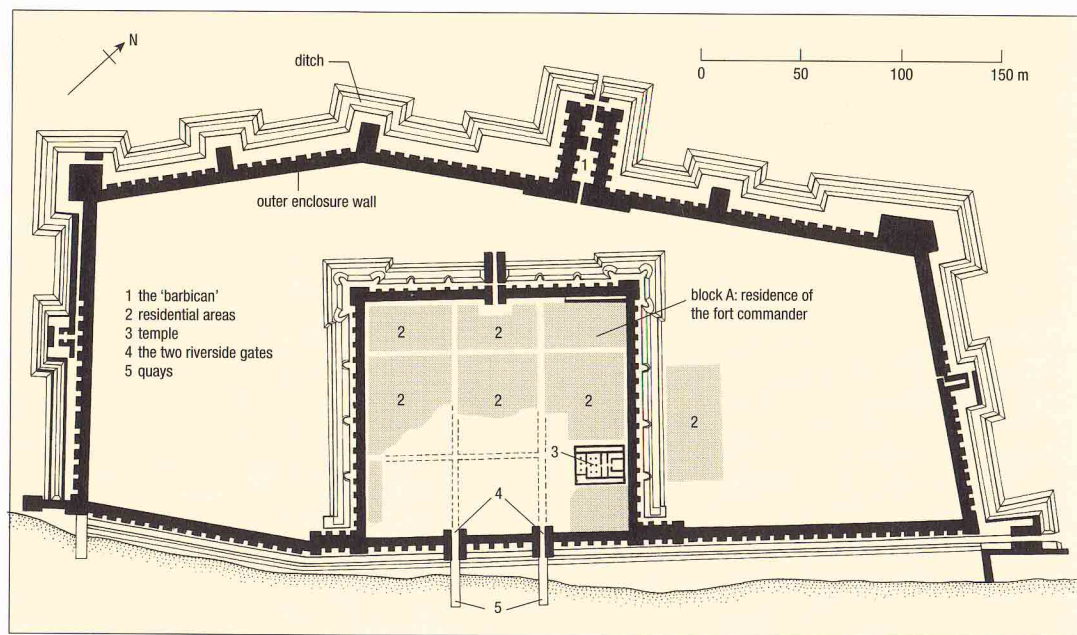 N
ditch
0 50 100 150 m
1
outer enclosure wall
1 the 'barbican'
2 residential areas
3 temple
4 the two riverside gates
5 quays
block A: residence of
the fort commander
2 2
2 2 2 2
3
4
5